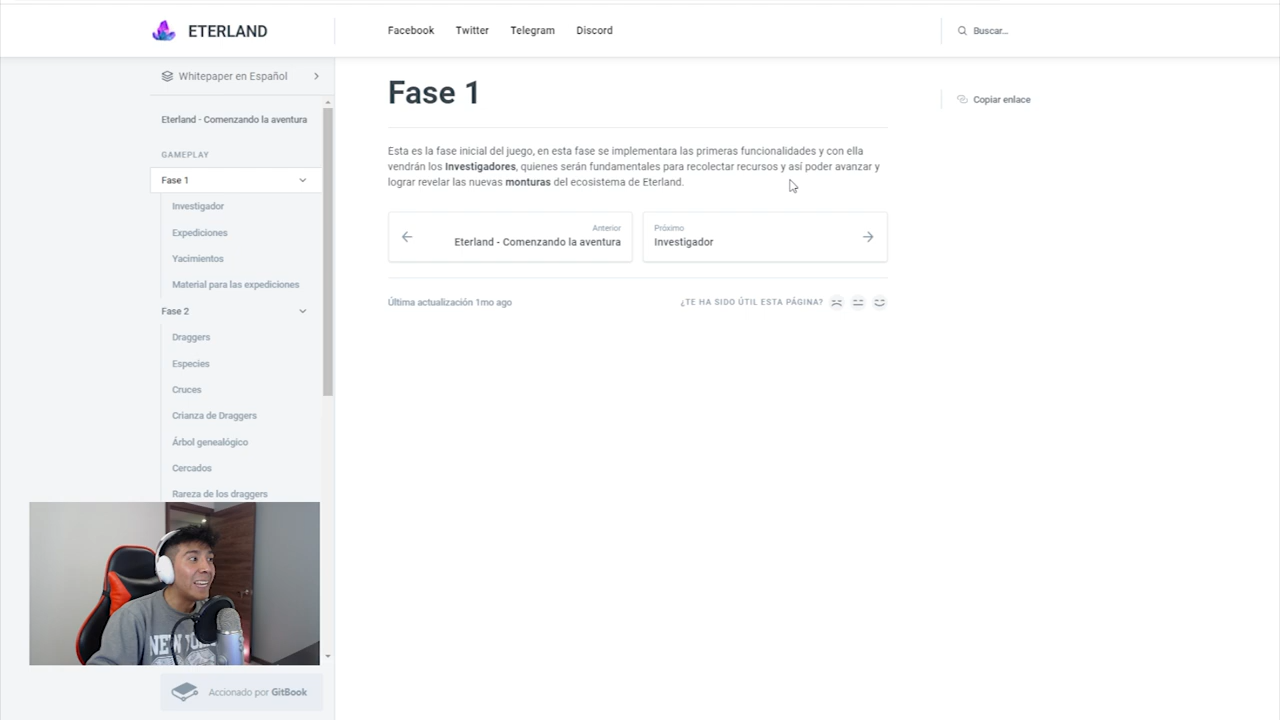 ETERLAND
Facebook
Twitter
Telegram
Discord
Buscar...
Whitepaper en Español
Eterland - Comenzando la aventura
GAMEPLAY
Fase 1
Investigador
Expediciones
Yacimientos
Material para las expediciones
Fase 2
Draggers
Especies
Cruces
Crianza de Draggers
Árbol genealógico
Cercados
Rareza de los draggers
Accionado por GitBook
Fase 1
Copiar enlace
Esta es la fase inicial del juego, en esta fase se implementara las primeras funcionalidades y con ella
vendrán los Investigadores, quienes serán fundamentales para recolectar recursos y así poder avanzar y
lograr revelar las nuevas monturas del ecosistema de Eterland.
Anterior
Eterland - Comenzando la aventura
Próximo
Investigador
Última actualización 1mo ago
¿TE HA SIDO ÚTIL ESTA PÁGINA?
NEW YORK